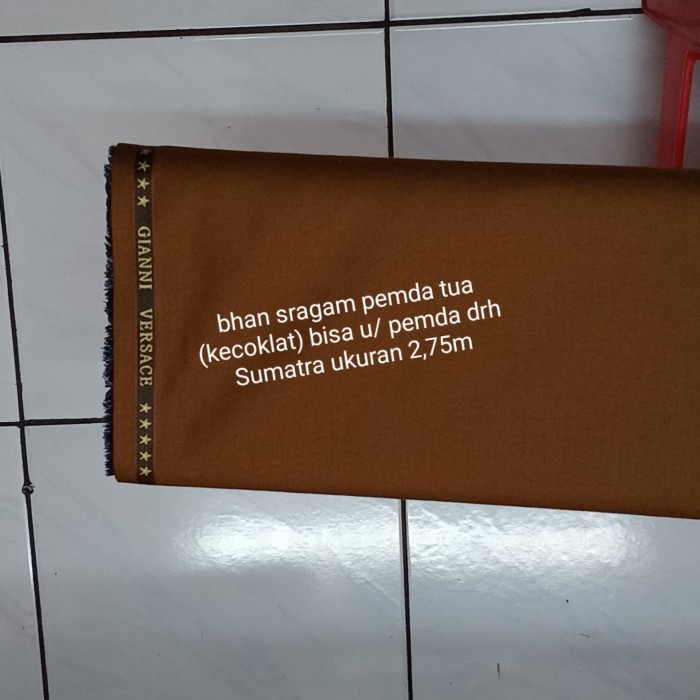 ★ ★ ★ ★ GIANNI VERSACE ★ ★ ★ ★ ★
bhan sragam pemda tua
(kecoklat) bisa u/ pemda drh
Sumatra ukuran 2,75m